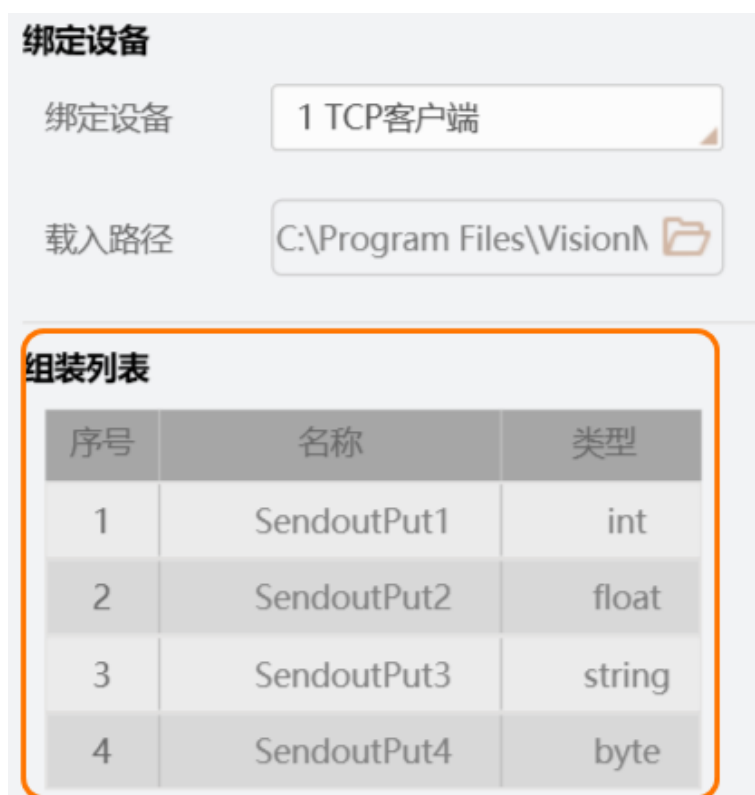 绑定设备
绑定设备 1 TCP客户端
载入路径 C:\Program Files\Vision
组装列表
序号 名称 类型
1 SendoutPut1 int
2 SendoutPut2 float
3 SendoutPut3 string
4 SendoutPut4 byte